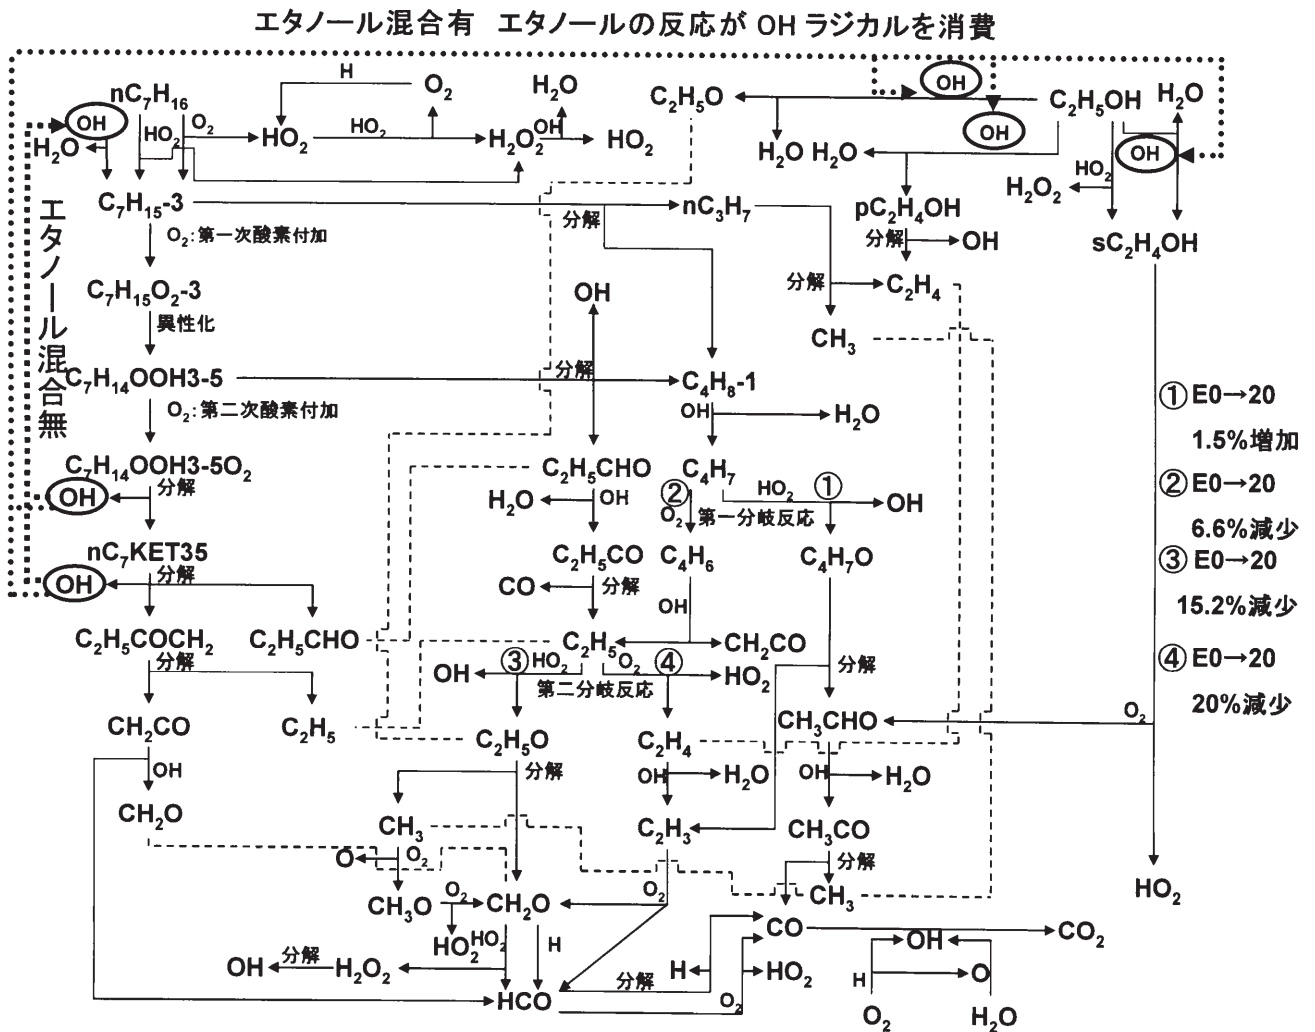 エタノール混合有 エタノールの反応が OH ラジカルを消費
H O₂ H₂O C₂H₅O OH C₂H₅OH H₂O
nC₇H₁₆
OH HO₂ O₂ HO₂ HO₂ H₂O₂ OH HO₂ OH
H₂O H₂O H₂O HO₂ OH
H₂O₂
C₇H₁₅-3 分解 nC₃H₇ pC₂H₄OH
O₂:第一次酸素付加 分解 OH sC₂H₄OH
エタノール混合無
C₇H₁₅O₂-3 OH 分解 C₂H₄
異性化 CH₃
C₇H₁₄OOH3-5 分解 C₄H₈-1
O₂:第二次酸素付加 OH H₂O
① E0→20
1.5%増加
C₇H₁₄OOH3-5O₂ C₂H₅CHO C₄H₇
OH 分解 H₂O OH ② O₂ 第一分岐反応 HO₂ ① OH
② E0→20
6.6%減少
nC₇KET35 C₂H₅CO C₄H₆ C₄H₇O
OH 分解 CO 分解 OH
③ E0→20
15.2%減少
C₂H₅COCH₂ C₂H₅CHO C₂H₅ CH₂CO
分解 OH ③ HO₂ O₂ ④ HO₂ 分解
第二分岐反応
④ E0→20
20%減少
CH₂CO C₂H₅ C₂H₅O C₂H₄ CH₃CHO O₂
OH 分解 OH H₂O OH H₂O
CH₂O CH₃ C₂H₃ CH₃CO
O O₂ 分解
CH₃O O₂ CH₂O O₂ CH₃ HO₂
HO₂ HO₂ H CO CO₂
OH 分解 H₂O₂ 分解 H HO₂ OH
H O
HCO O₂ O₂ H₂O